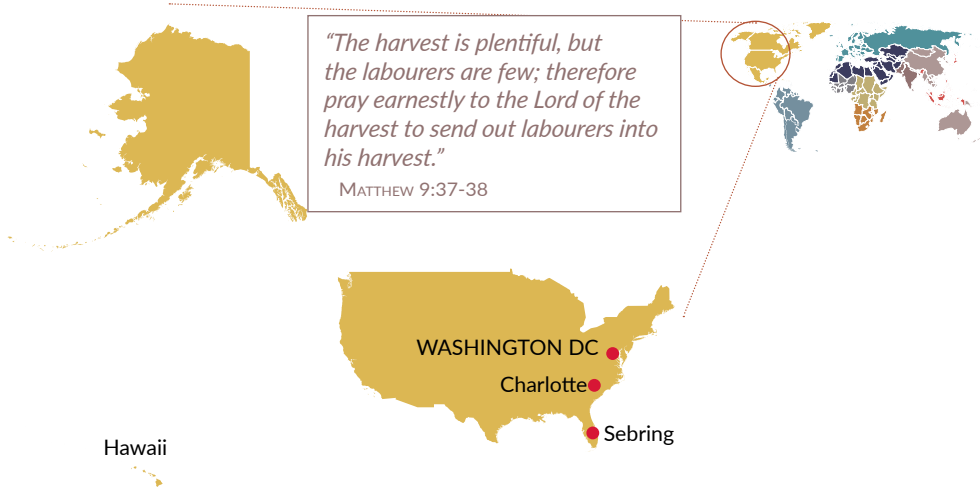 “The harvest is plentiful, but
the labourers are few; therefore
pray earnestly to the Lord of the
harvest to send out labourers into
his harvest.”
Matthew 9:37-38
WASHINGTON DC
Charlotte
Sebring
Hawaii